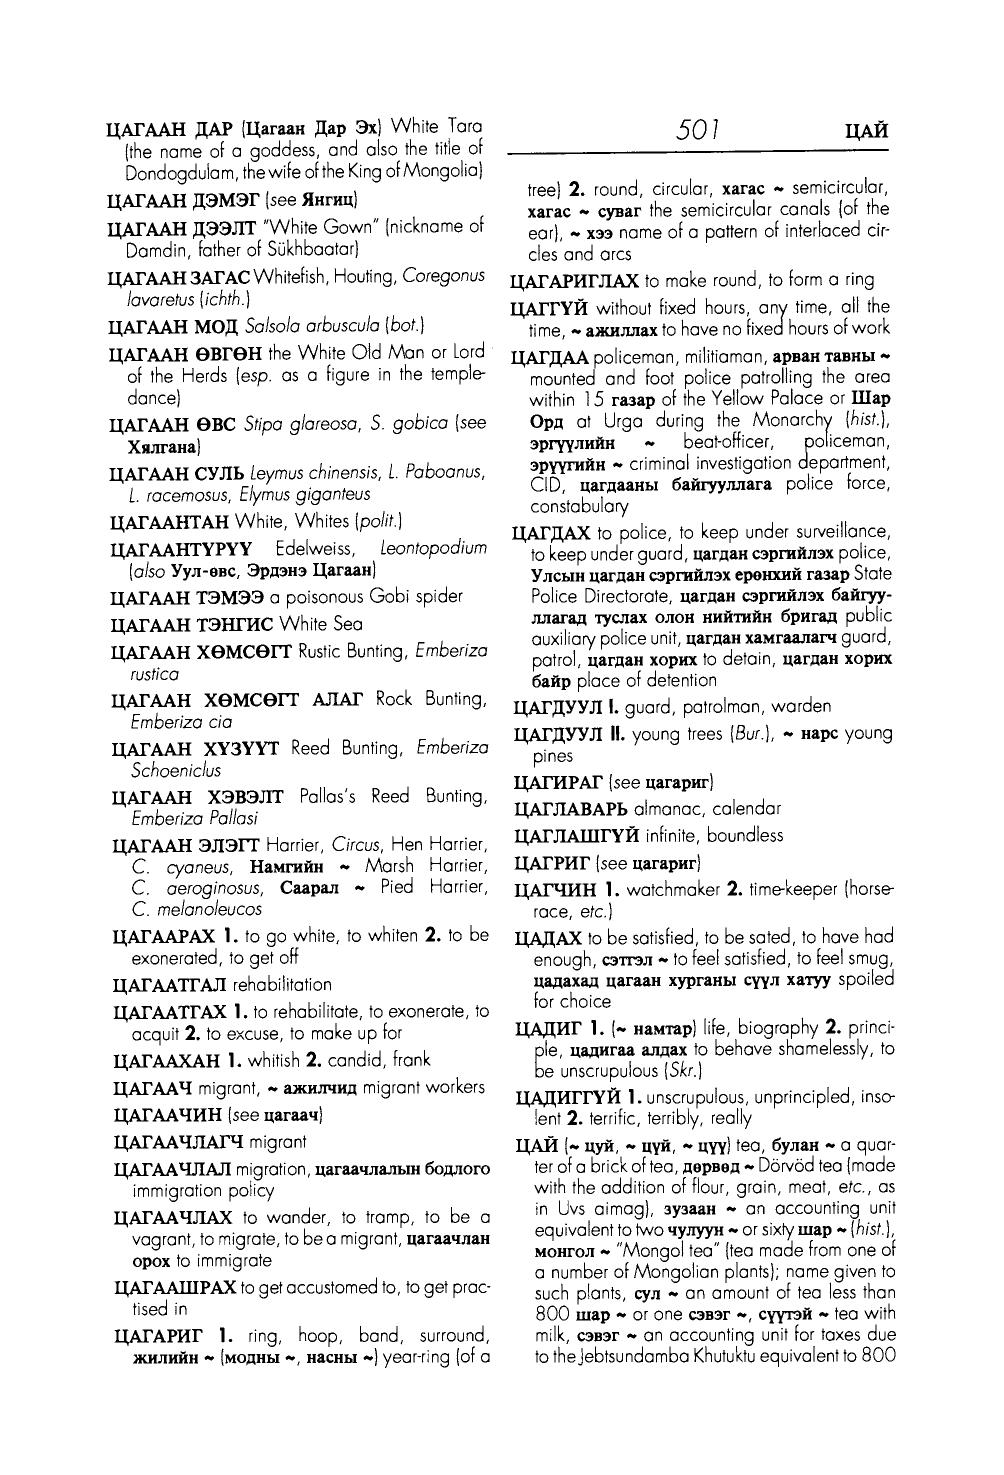 ЦАГААН ДАР (Цагаан Дар Эх) White Tara
(the name of a goddess, and also the title of
Dondogdulam, the wife of the King of Mongolia)
ЦАГААН ДЭМЭГ (see Янгиц)
ЦАГААН ДЭЭЛТ "White Gown" (nickname of
Damdin, father of Sükhbaatar)
ЦАГААН ЗАГАС Whitefish, Houting, Coregonus
lavaretus (ichth.)
ЦАГААН МОД Salsola arbuscula (bot.)
ЦАГААН ӨВГӨН the White Old Man or Lord
of the Herds (esp. as a figure in the temple-
dance)
ЦАГААН ӨВС Stipa glareosa, S. gobica (see
Хялгана)
ЦАГААН СУЛЬ Leymus chinensis, L. Paboanus,
L. racemosus, Elymus giganteus
ЦАГААНТАН White, Whites (polit.)
ЦАГААНТҮРҮҮ Edelweiss, Leontopodium
(also Уул-өвс, Эрдэнэ Цагаан)
ЦАГААН ТЭМЭЭ a poisonous Gobi spider
ЦАГААН ТЭНГИС White Sea
ЦАГААН ХӨМСӨГТ Rustic Bunting, Emberiza
rustica
ЦАГААН ХӨМСӨГТ АЛАГ Rock Bunting,
Emberiza cia
ЦАГААН ХҮЗҮҮТ Reed Bunting, Emberiza
Schoeniclus
ЦАГААН ХЭВЭЛТ Pallas's Reed Bunting,
Emberiza Pallasi
ЦАГААН ЭЛЭГТ Harrier, Circus, Hen Harrier,
C. cyaneus, Намгийн ~ Marsh Harrier,
C. aeroginosus, Саарал ~ Pied Harrier,
C. melanoleucos
ЦАГААРАХ 1. to go white, to whiten 2. to be
exonerated, to get off
ЦАГААТГАЛ rehabilitation
ЦАГААТГАХ 1. to rehabilitate, to exonerate, to
acquit 2. to excuse, to make up for
ЦАГААХАН 1. whitish 2. candid, frank
ЦАГААЧ migrant, ~ ажилчид migrant workers
ЦАГААЧИН (see цагаач)
ЦАГААЧЛАГЧ migrant
ЦАГААЧЛАЛ migration, цагаачлалын бодлого
immigration policy
ЦАГААЧЛАХ to wander, to tramp, to be a
vagrant, to migrate, to be a migrant, цагаачлан
орох to immigrate
ЦАГААШРАХ to get accustomed to, to get prac-
tised in
ЦАГАРИГ 1. ring, hoop, band, surround,
жилийн ~ (модны ~, насны ~) year-ring (of a
501 ЦАЙ
tree) 2. round, circular, хагас ~ semicircular,
хагас ~ суваг the semicircular canals (of the
ear), ~ хээ name of a pattern of interlaced cir-
cles and arcs
ЦАГАРИГЛАХ to make round, to form a ring
ЦАГГҮЙ without fixed hours, any time, all the
time, ~ ажиллах to have no fixed hours of work
ЦАГДАА policeman, militiaman, арван тавны ~
mounted and foot police patrolling the area
within 15 газар of the Yellow Palace or Шар
Орд at Urga during the Monarchy (hist.),
эргүүлийн ~ beat-officer, policeman,
эрүүгийн ~ criminal investigation department,
CID, цагдааны байгууллага police force,
constabulary
ЦАГДАХ to police, to keep under surveillance,
to keep under guard, цагдан сэргийлэх police,
Улсын цагдан сэргийлэх ерөнхий газар State
Police Directorate, цагдан сэргийлэх байгуу-
ллагад туслах олон нийтийн бригад public
auxiliary police unit, цагдан хамгаалагч guard,
patrol, цагдан хорих to detain, цагдан хорих
байр place of detention
ЦАГДУУЛ I. guard, patrolman, warden
ЦАГДУУЛ II. young trees (Bur.), ~ нарс young
pines
ЦАГИРАГ (see цагариг)
ЦАГЛАВАРЬ almanac, calendar
ЦАГЛАШГҮЙ infinite, boundless
ЦАГРИГ (see цагариг)
ЦАГЧИН 1. watchmaker 2. time-keeper (horse-
race, etc.)
ЦАДАХ to be satisfied, to be sated, to have had
enough, сэтгэл ~ to feel satisfied, to feel smug,
цадахад цагаан хурганы сүүл хатуу spoiled
for choice
ЦАДИГ 1. (~ намтар) life, biography 2. princi-
ple, цадигаа алдах to behave shamelessly, to
be unscrupulous (Skr.)
ЦАДИГГҮЙ 1. unscrupulous, unprincipled, inso-
lent 2. terrific, terribly, really
ЦАЙ (~ цуй, ~ цүй, ~ цүү) tea, булан ~ a quar-
ter of a brick of tea, дөрвөд ~ Dörvöd tea (made
with the addition of flour, grain, meat, etc., as
in Uvs aimag), зузаан ~ an accounting unit
equivalent to two чулуун ~ or sixty шар ~ (hist.),
монгол ~ "Mongol tea" (tea made from one of
a number of Mongolian plants); name given to
such plants, сул ~ an amount of tea less than
800 шар ~ or one сэвэг ~, сүүтэй ~ tea with
milk, сэвэг ~ an accounting unit for taxes due
to the Jebtsundamba Khutuktu equivalent to 800